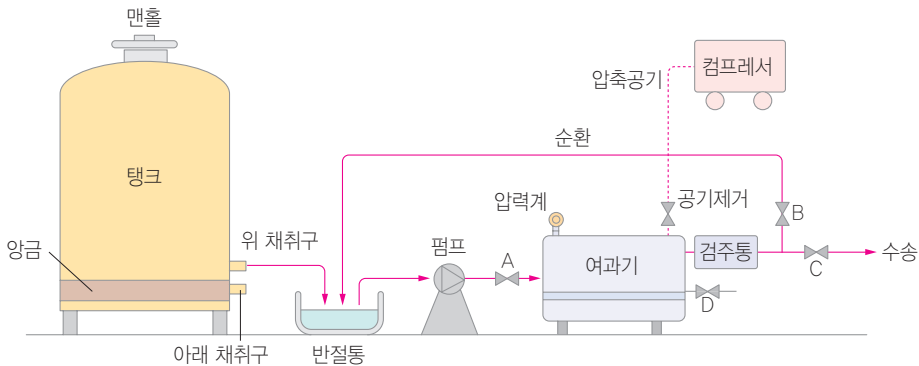 맨홀
컴프레서
압축공기
순환
탱크
압력계
공기제거
B
앙금
위 채취구
펌프
A
여과기
검주통
C
수송
D
아래 채취구
반절통